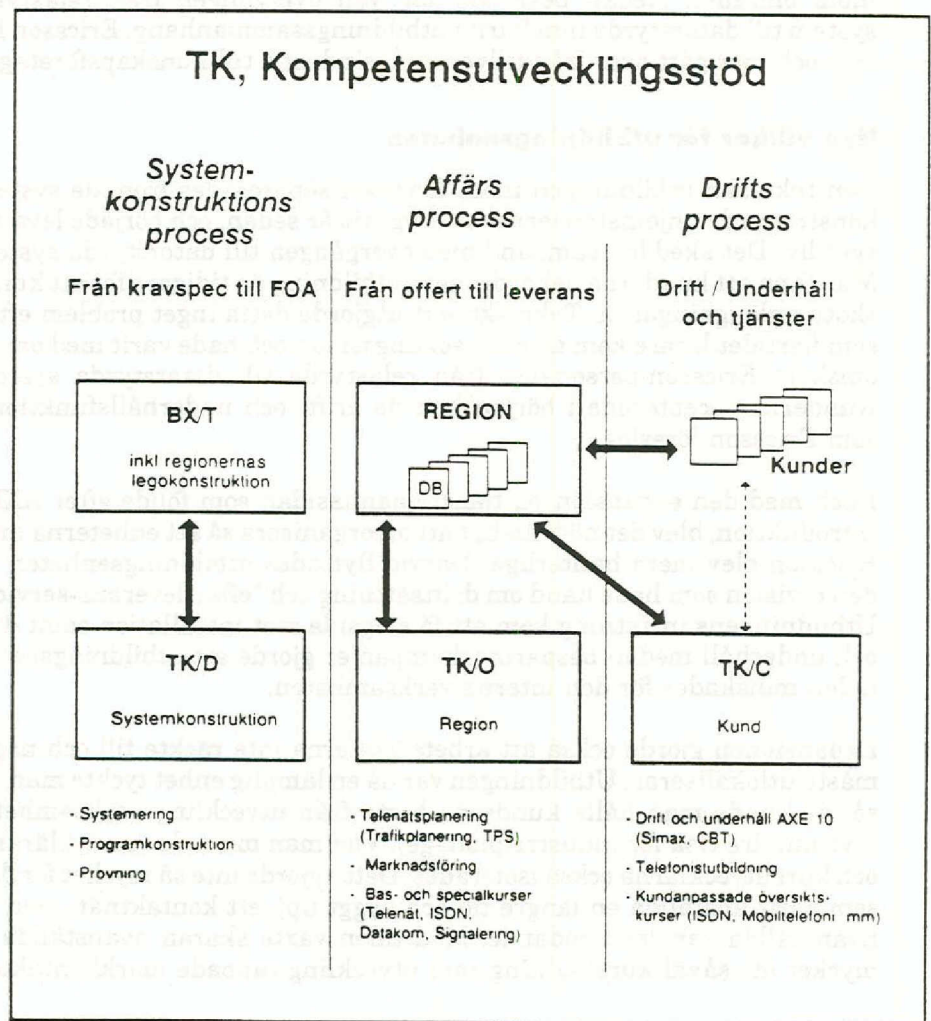 TK, Kompetensutvecklingsstöd
System-
konstruktions
process
Från kravspec till FOA
BX/T
inkl regionernas
legokonstruktion
TK/D
Systemkonstruktion
- Systemering
- Programkonstruktion
- Provning
Affärs
process
Från offert till leverans
REGION
DB
TK/O
Region
- Telenätsplanering
(Trafikplanering, TPS)
- Marknadsföring
- Bas- och specialkurser
(Telenät, ISDN,
Datakom, Signalering)
Drifts
process
Drift / Underhåll
och tjänster
Kunder
TK/C
Kund
- Drift och underhåll AXE 10
(Simax, CBT)
- Telefonistutbildning
- Kundanpassade översikts-
kurser (ISDN, Mobiltelefoni mm)